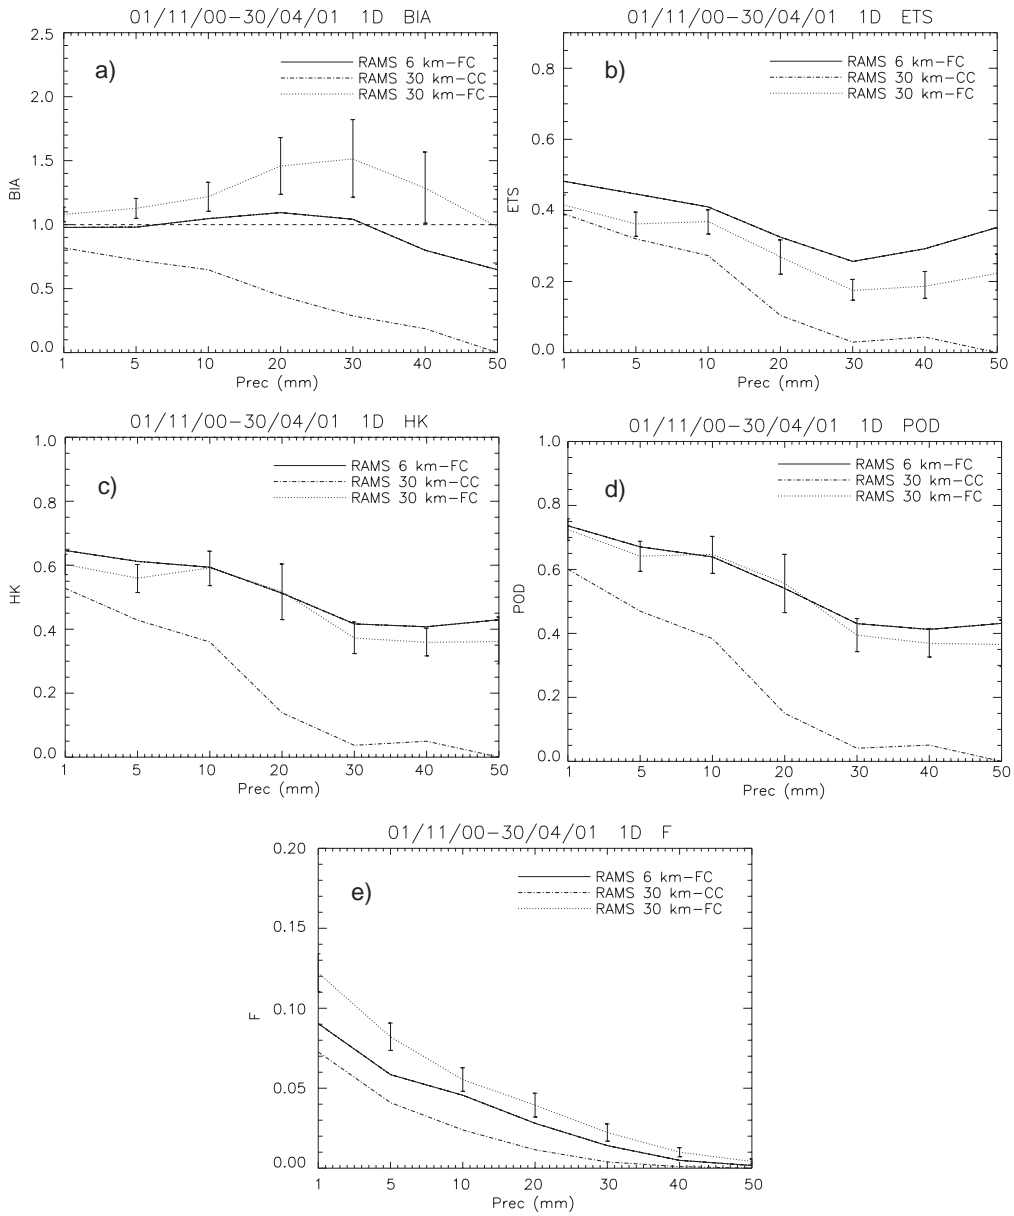 01/11/00-30/04/01 1D BIA
2.5
2.0
1.5
1.0
0.5
0.0
BIA
a)
RAMS 6 km-FC
RAMS 30 km-CC
RAMS 30 km-FC
1 5 10 20 30 40 50
Prec (mm)
01/11/00-30/04/01 1D ETS
0.8
0.6
0.4
0.2
0.0
ETS
b)
RAMS 6 km-FC
RAMS 30 km-CC
RAMS 30 km-FC
1 5 10 20 30 40 50
Prec (mm)
01/11/00-30/04/01 1D HK
1.0
0.8
0.6
0.4
0.2
0.0
HK
c)
RAMS 6 km-FC
RAMS 30 km-CC
RAMS 30 km-FC
1 5 10 20 30 40 50
Prec (mm)
01/11/00-30/04/01 1D POD
1.0
0.8
0.6
0.4
0.2
0.0
POD
d)
RAMS 6 km-FC
RAMS 30 km-CC
RAMS 30 km-FC
1 5 10 20 30 40 50
Prec (mm)
01/11/00-30/04/01 1D F
0.20
0.15
0.10
0.05
0.00
F
e)
RAMS 6 km-FC
RAMS 30 km-CC
RAMS 30 km-FC
1 5 10 20 30 40 50
Prec (mm)